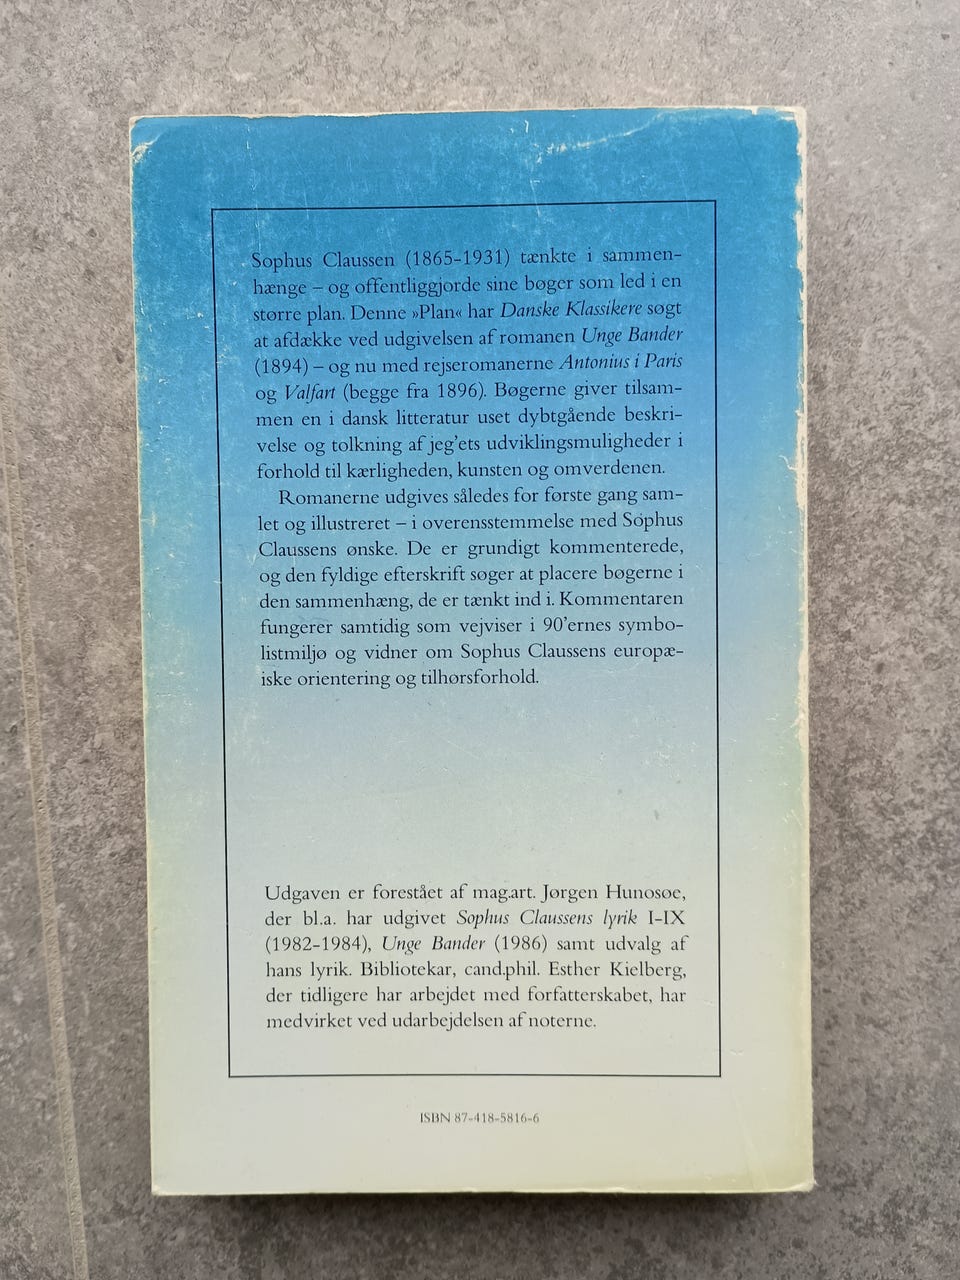 Sophus Claussen (1865-1931) tænkte i sammen-
hænge – og offentliggjorde sine bøger som led i en
større plan. Denne »Plan« har Danske Klassikere søgt
at afdække ved udgivelsen af romanen Unge Bander
(1894) – og nu med rejseromanerne Antonius i Paris
og Valfart (begge fra 1896). Bøgerne giver tilsam-
men en i dansk litteratur uset dybtgående beskri-
velse og tolkning af jeg'ets udviklingsmuligheder i
forhold til kærligheden, kunsten og omverdenen.
Romanerne udgives således for første gang sam-
let og illustreret – i overensstemmelse med Sophus
Claussens ønske. De er grundigt kommenterede,
og den fyldige efterskrift søger at placere bøgerne i
den sammenhæng, de er tænkt ind i. Kommentaren
fungerer samtidig som vejviser i 90'ernes symbo-
listmiljø og vidner om Sophus Claussens europæ-
iske orientering og tilhørsforhold.
Udgaven er forestået af mag.art. Jørgen Hunosøe,
der bl.a. har udgivet Sophus Claussens lyrik I-IX
(1982-1984), Unge Bander (1986) samt udvalg af
hans lyrik. Bibliotekar, cand.phil. Esther Kielberg,
der tidligere har arbejdet med forfatterskabet, har
medvirket ved udarbejdelsen af noterne.
ISBN 87-418-5816-6